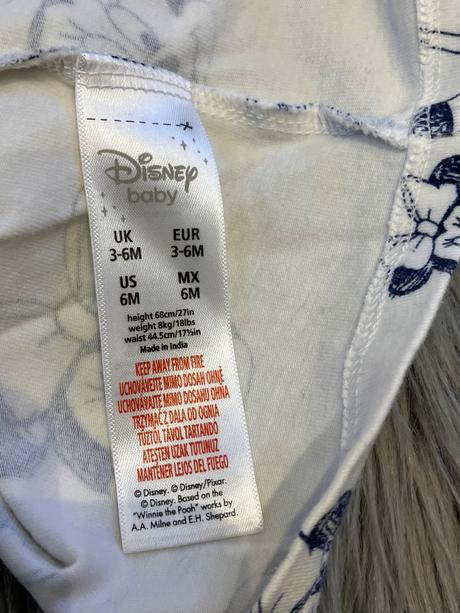 Disney
baby
UK EUR
3-6M 3-6M
US MX
6M 6M
height 68cm/27in
weight 8kg/18lbs
waist 44.5cm/17½in
Made in India
KEEP AWAY FROM FIRE
UCHOVÁVEJTE MIMO DOSAH OHNĚ
UCHOVÁVAJTE MIMO DOSAHU OHŇA
TRZYMAĆ Z DALA OD OGNIA
TŰZTŐL TÁVOL TARTANDÓ
ATEŞTEN UZAK TUTUNUZ
MANTÉNER LEJOS DEL FUEGO
© Disney. © Disney/Pixar.
© Disney. Based on the
"Winnie the Pooh" works by
A.A. Milne and E.H. Shepard.